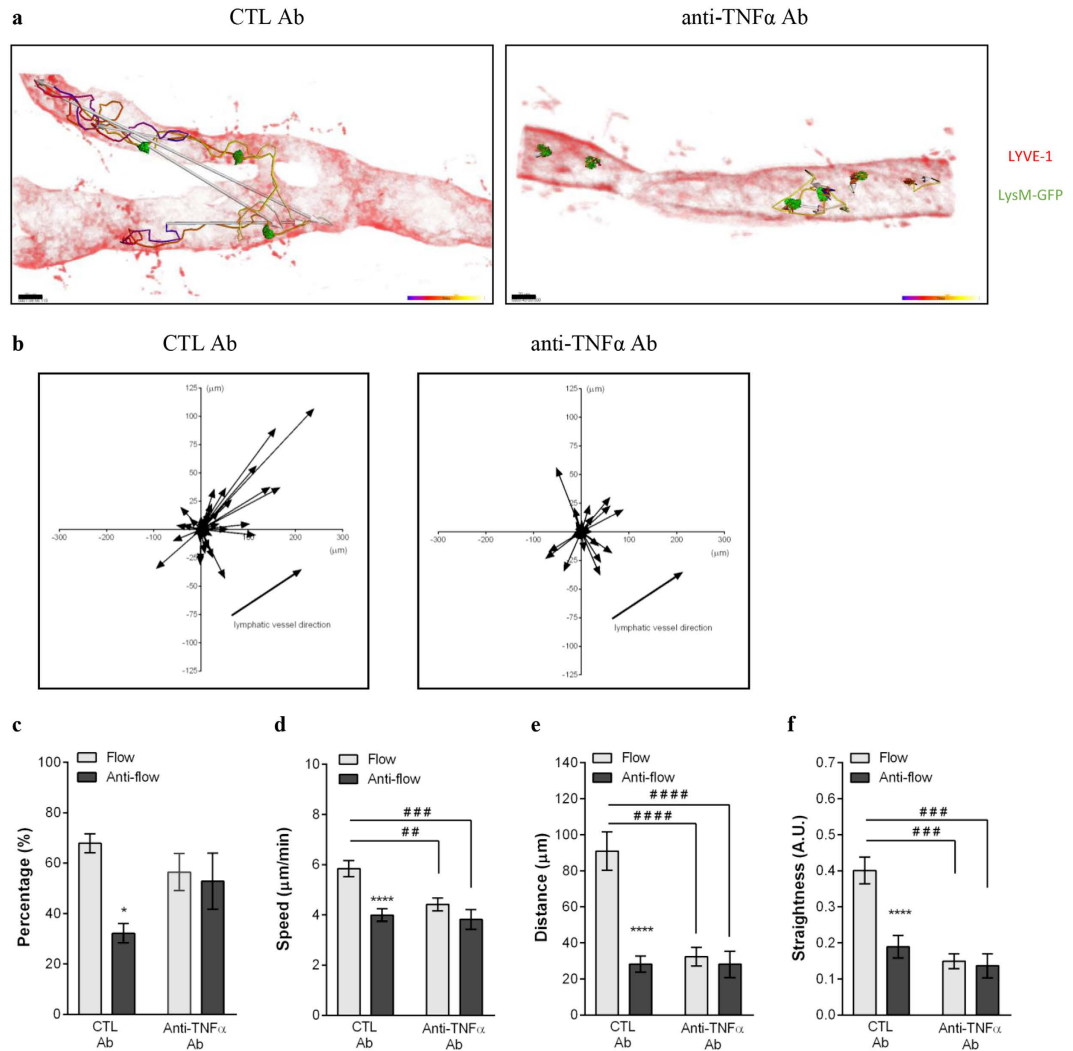 a
CTL Ab
anti-TNFα Ab
LYVE-1
LysM-GFP
b
CTL Ab
anti-TNFα Ab
125
(μm)
100
75
50
25
-300
-200
-100
100
200
300
(μm)
-25
-50
-75
-100
-125
lymphatic vessel direction
125
(μm)
100
75
50
25
-300
-200
-100
100
200
300
(μm)
-25
-50
-75
-100
-125
lymphatic vessel direction
c
Flow
Anti-flow
Percentage (%)
100
80
60
40
20
0
*
CTL
Ab
Anti-TNFα
Ab
d
Flow
Anti-flow
Speed (μm/min)
10
8
6
4
2
0
###
##
****
CTL
Ab
Anti-TNFα
Ab
e
Flow
Anti-flow
Distance (μm)
140
120
100
80
60
40
20
0
####
####
****
CTL
Ab
Anti-TNFα
Ab
f
Flow
Anti-flow
Straightness (A.U.)
0.7
0.6
0.5
0.4
0.3
0.2
0.1
0.0
###
###
****
CTL
Ab
Anti-TNFα
Ab